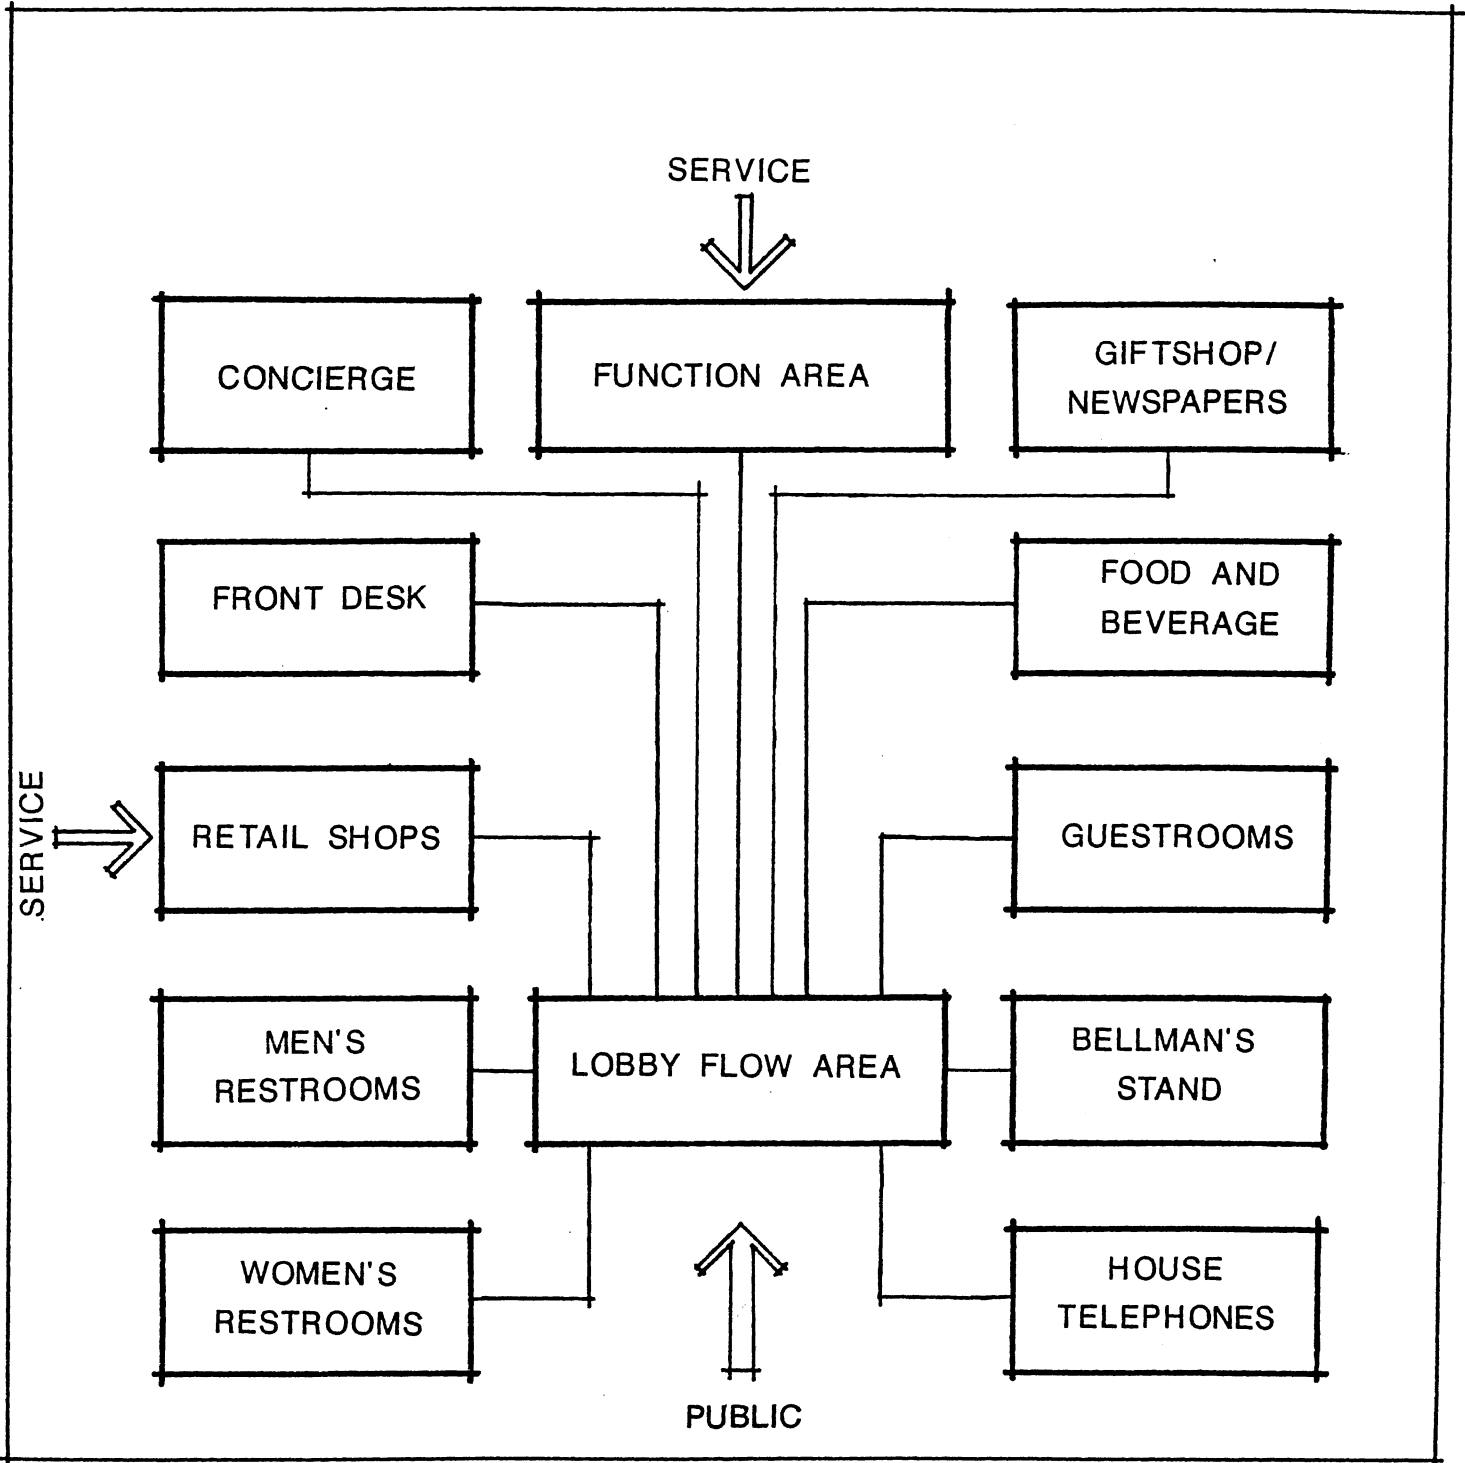 SERVICE
CONCIERGE
FUNCTION AREA
GIFTSHOP/
NEWSPAPERS
FRONT DESK
FOOD AND
BEVERAGE
SERVICE
RETAIL SHOPS
GUESTROOMS
MEN'S
RESTROOMS
LOBBY FLOW AREA
BELLMAN'S
STAND
WOMEN'S
RESTROOMS
HOUSE
TELEPHONES
PUBLIC